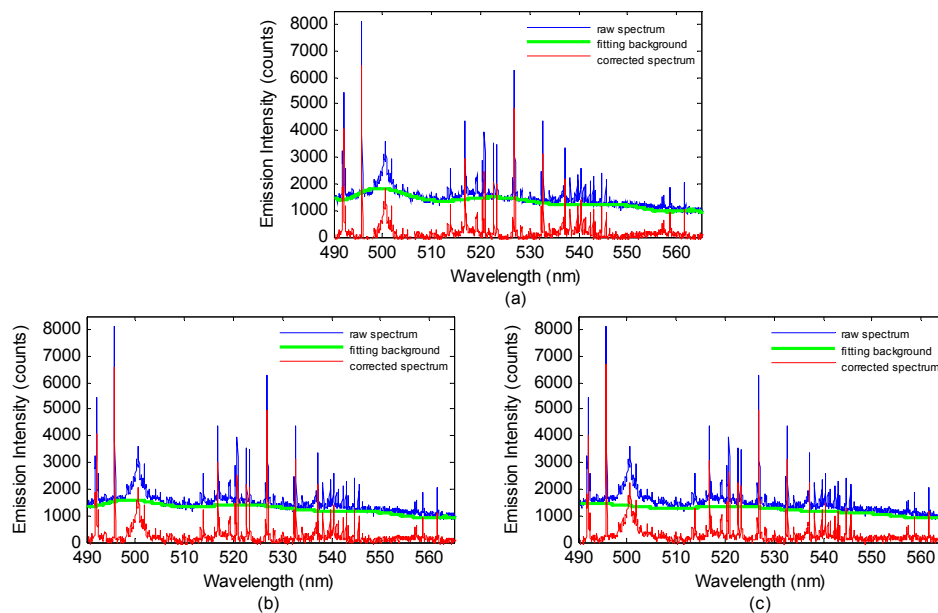 8000
7000
6000
5000
4000
3000
2000
1000
0
Emission Intensity (counts)
raw spectrum
fitting background
corrected spectrum
490 500 510 520 530 540 550 560
Wavelength (nm)
(a)
8000
7000
6000
5000
4000
3000
2000
1000
0
Emission Intensity (counts)
raw spectrum
fitting background
corrected spectrum
490 500 510 520 530 540 550 560
Wavelength (nm)
(b)
8000
7000
6000
5000
4000
3000
2000
1000
0
Emission Intensity (counts)
raw spectrum
fitting background
corrected spectrum
490 500 510 520 530 540 550 560
Wavelength (nm)
(c)